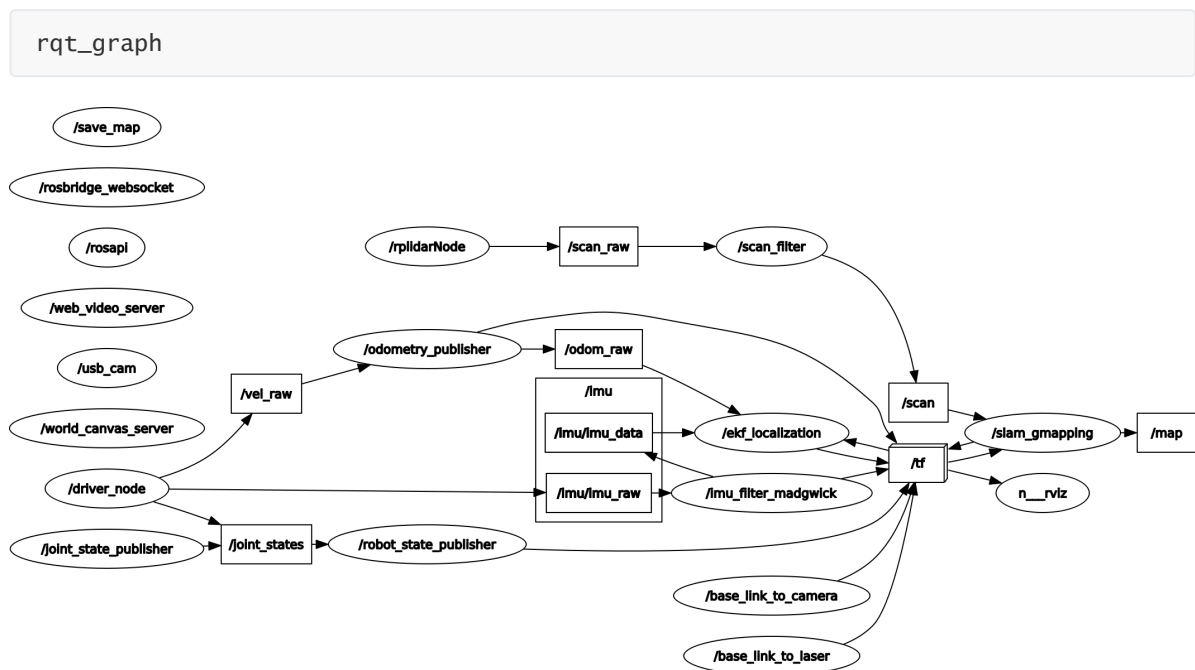 rqt_graph
/save_map
/rosbridge_websocket
/rosapi
/rplidarNode
/scan_raw
/scan_filter
/web_video_server
/odometry_publisher
/odom_raw
/usb_cam
/vel_raw
/imu
/scan
/world_canvas_server
/imu/imu_data
/ekf_localization
/slam_gmapping
/map
/tf
/driver_node
/imu/imu_raw
/imu_filter_madgwick
n__rviz
/joint_state_publisher
/joint_states
/robot_state_publisher
/base_link_to_camera
/base_link_to_laser